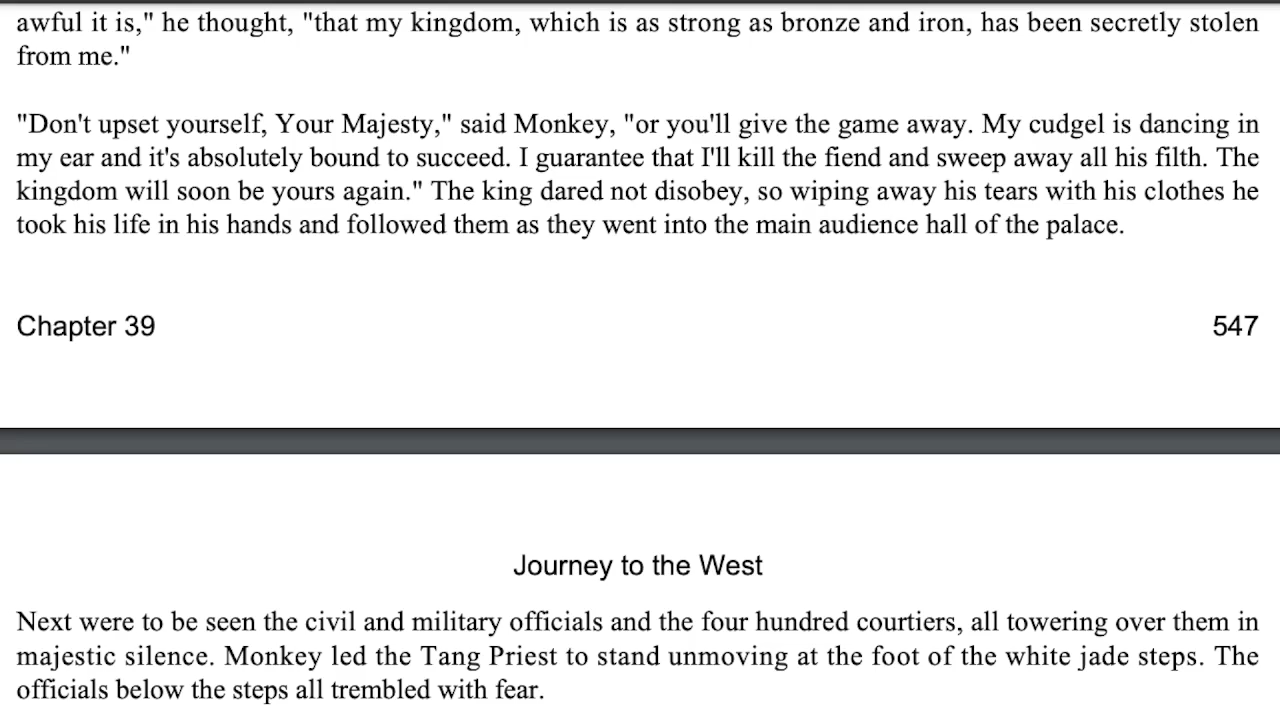 awful it is," he thought, "that my kingdom, which is as strong as bronze and iron, has been secretly stolen
from me."
"Don't upset yourself, Your Majesty," said Monkey, "or you'll give the game away. My cudgel is dancing in
my ear and it's absolutely bound to succeed. I guarantee that I'll kill the fiend and sweep away all his filth. The
kingdom will soon be yours again." The king dared not disobey, so wiping away his tears with his clothes he
took his life in his hands and followed them as they went into the main audience hall of the palace.
Chapter 39 547
Journey to the West
Next were to be seen the civil and military officials and the four hundred courtiers, all towering over them in
majestic silence. Monkey led the Tang Priest to stand unmoving at the foot of the white jade steps. The
officials below the steps all trembled with fear.